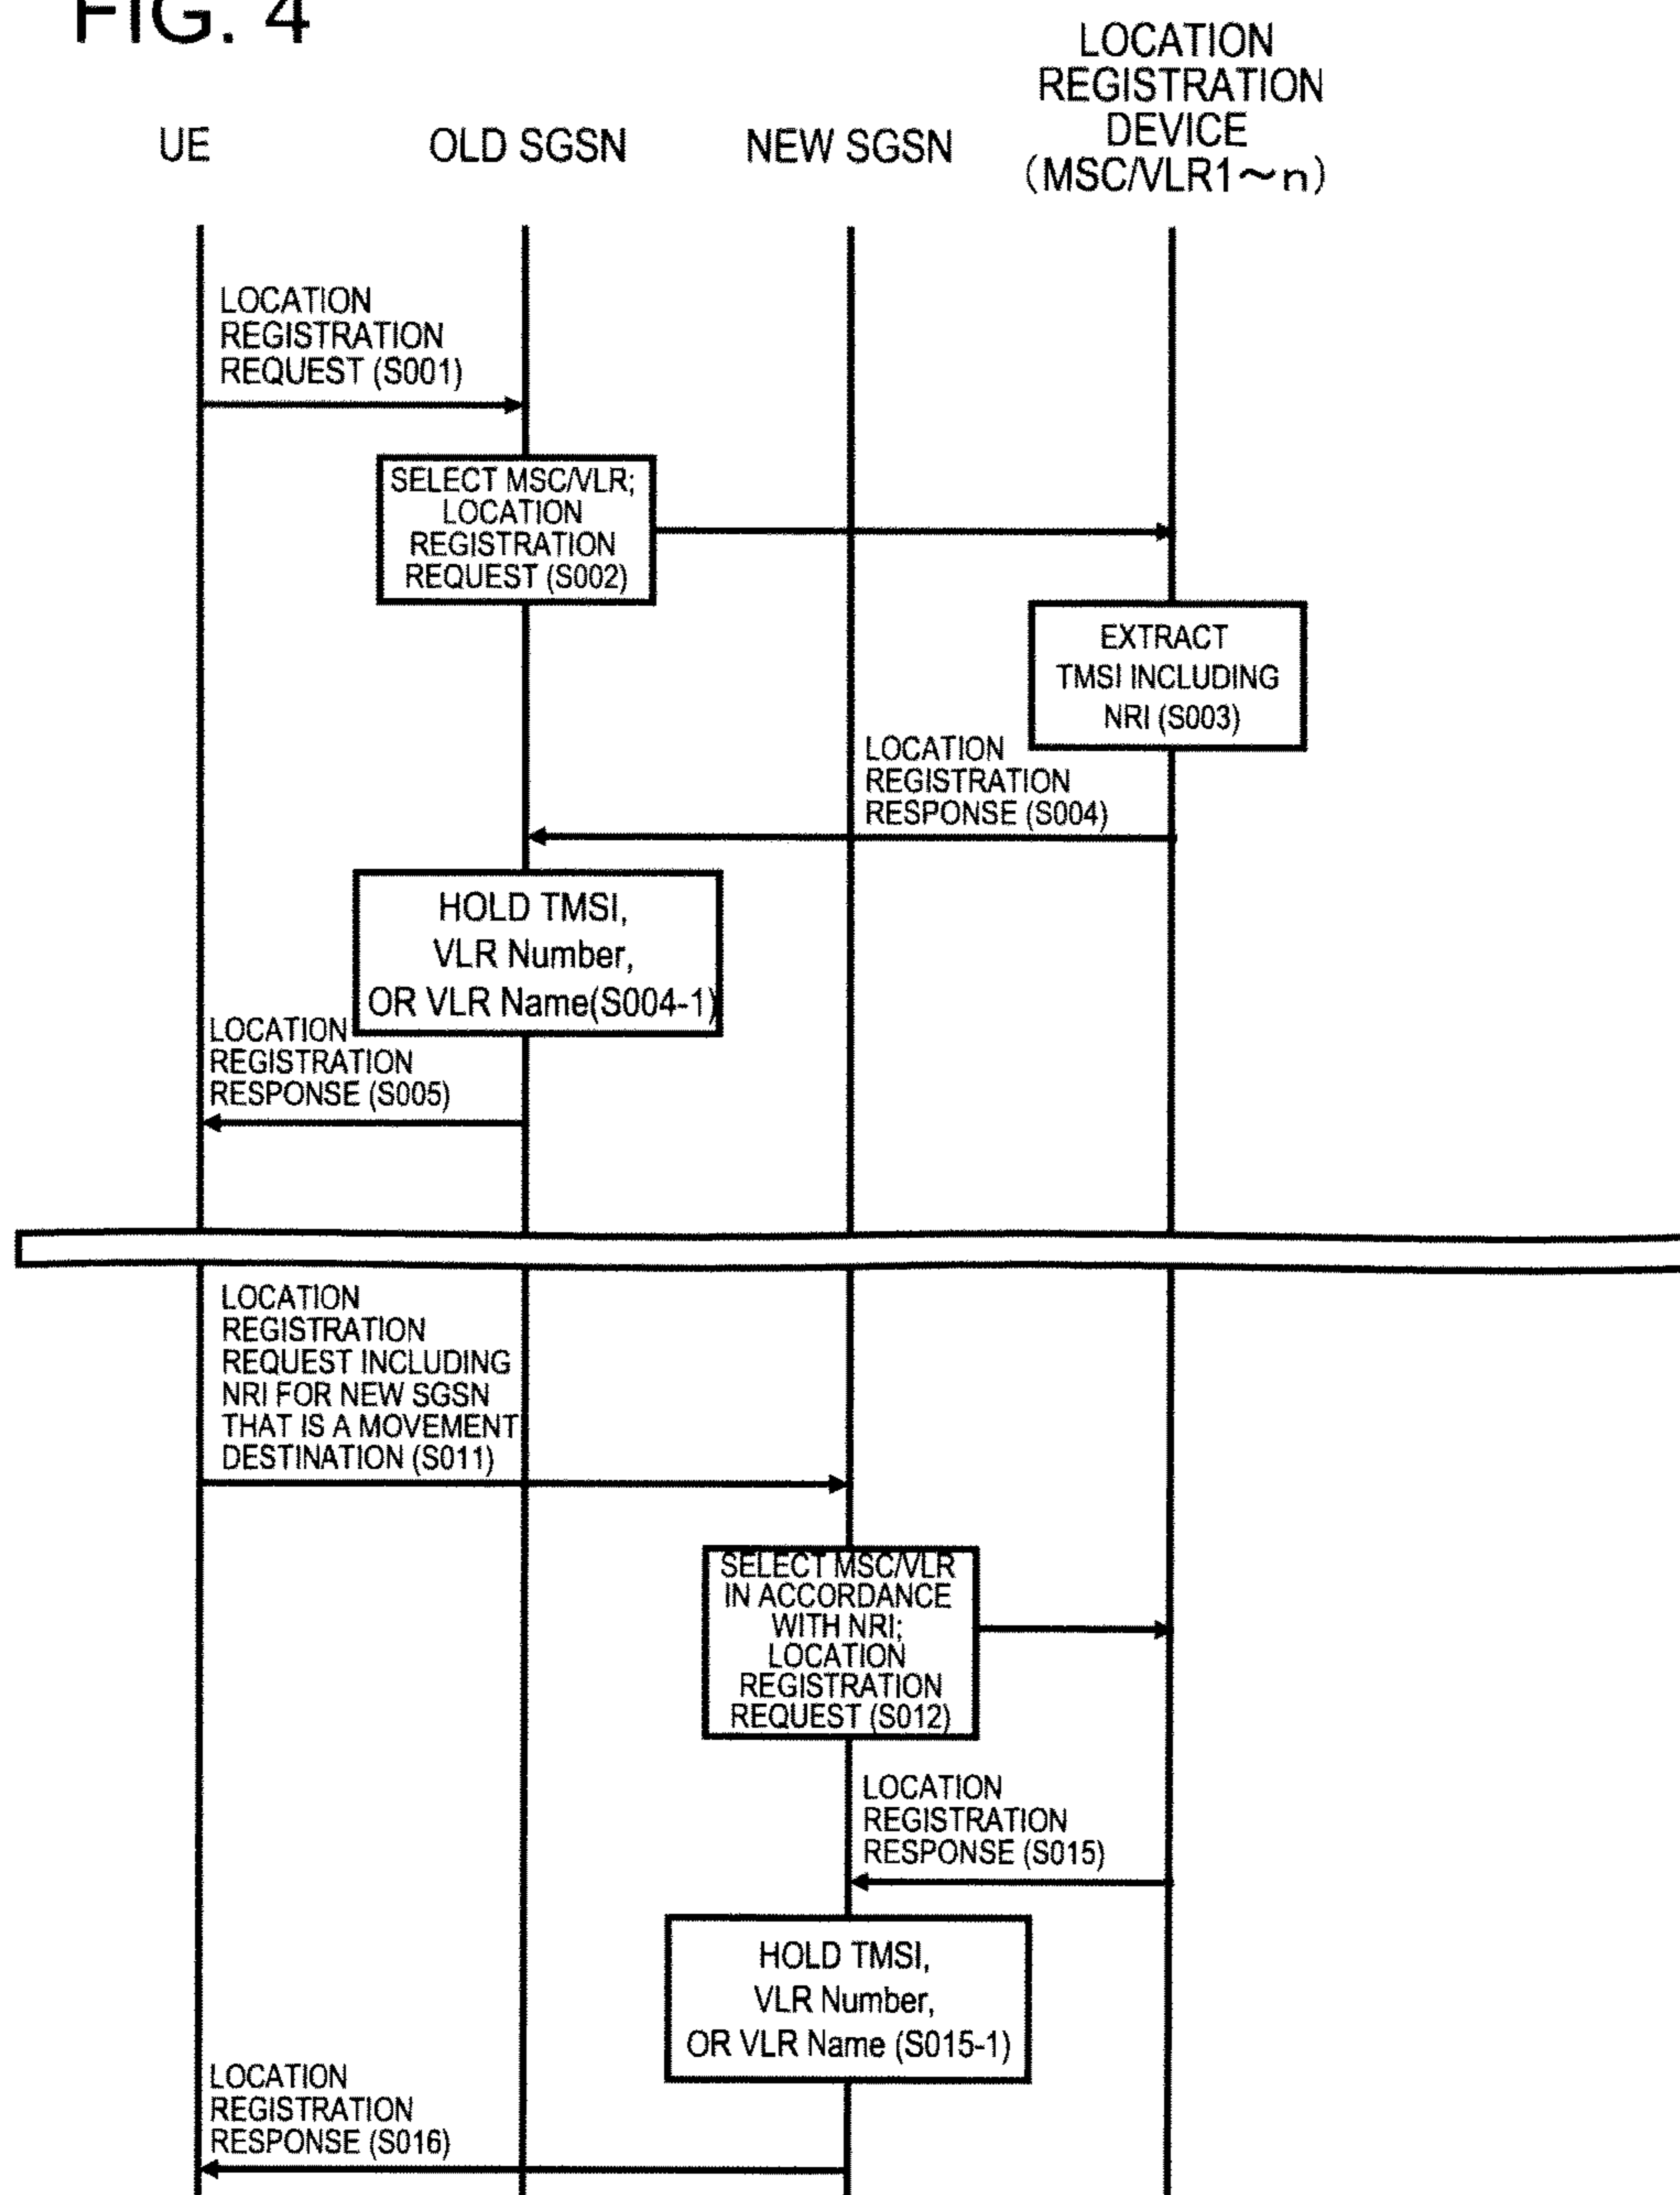 FIG. 4
UE
OLD SGSN
NEW SGSN
LOCATION
REGISTRATION
DEVICE
(MSC/VLR1～n)
LOCATION
REGISTRATION
REQUEST (S001)
SELECT MSC/VLR;
LOCATION
REGISTRATION
REQUEST (S002)
EXTRACT
TMSI INCLUDING
NRI (S003)
LOCATION
REGISTRATION
RESPONSE (S004)
HOLD TMSI,
VLR Number,
OR VLR Name(S004-1)
LOCATION
REGISTRATION
RESPONSE (S005)
LOCATION
REGISTRATION
REQUEST INCLUDING
NRI FOR NEW SGSN
THAT IS A MOVEMENT
DESTINATION (S011)
SELECT MSC/VLR
IN ACCORDANCE
WITH NRI;
LOCATION
REGISTRATION
REQUEST (S012)
LOCATION
REGISTRATION
RESPONSE (S015)
HOLD TMSI,
VLR Number,
OR VLR Name (S015-1)
LOCATION
REGISTRATION
RESPONSE (S016)